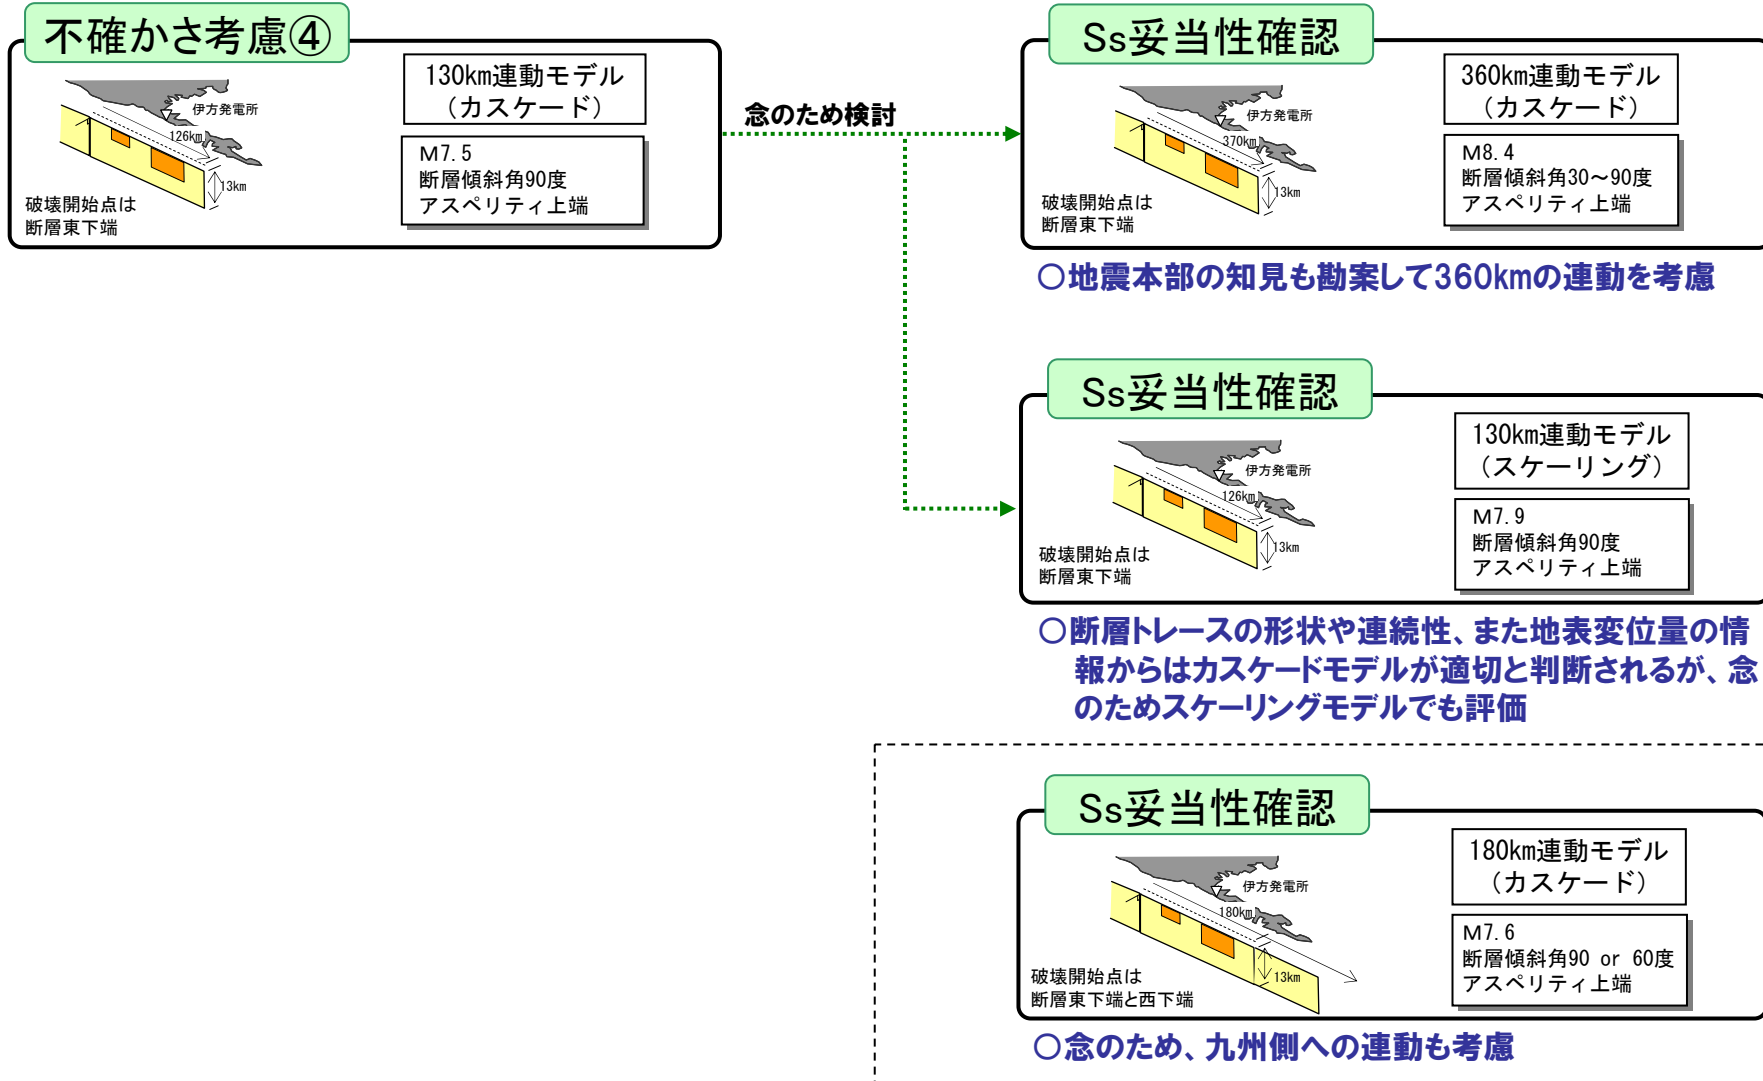 不確かさ考慮④
130km連動モデル
（カスケード）
伊方発電所
126km
13km
M7.5
断層傾斜角90度
アスペリティ上端
破壊開始点は
断層東下端
念のため検討
Ss妥当性確認
360km連動モデル
（カスケード）
伊方発電所
370km
13km
M8.4
断層傾斜角30～90度
アスペリティ上端
破壊開始点は
断層東下端
○地震本部の知見も勘案して360kmの連動を考慮
Ss妥当性確認
130km連動モデル
（スケーリング）
伊方発電所
126km
13km
M7.9
断層傾斜角90度
アスペリティ上端
破壊開始点は
断層東下端
○断層トレースの形状や連続性、また地表変位量の情
報からはカスケードモデルが適切と判断されるが、念
のためスケーリングモデルでも評価
Ss妥当性確認
180km連動モデル
（カスケード）
伊方発電所
180km
13km
M7.6
断層傾斜角90 or 60度
アスペリティ上端
破壊開始点は
断層東下端と西下端
○念のため、九州側への連動も考慮